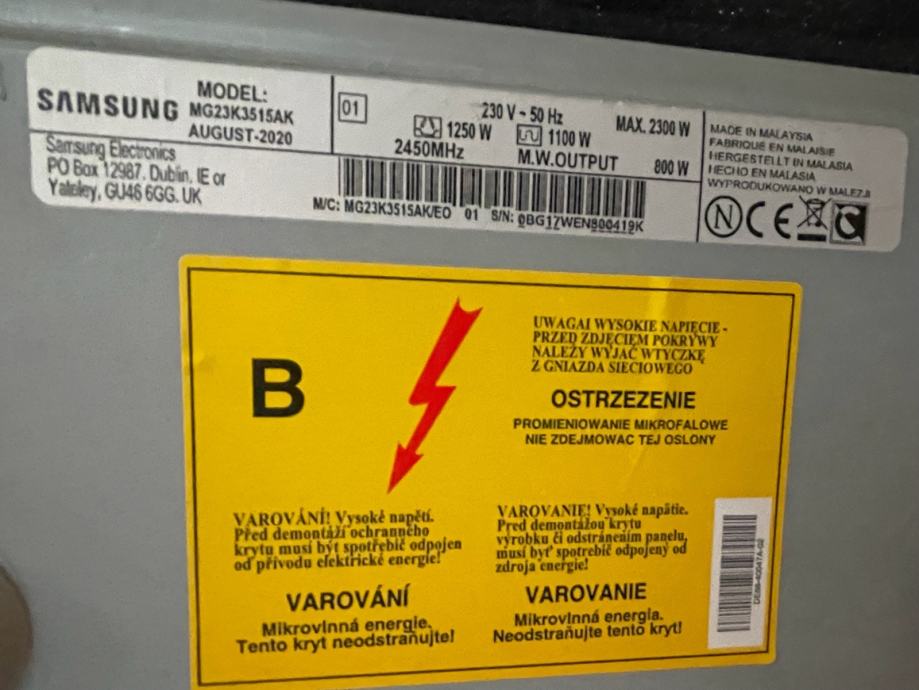 SAMSUNG
MODEL:
MG23K3515AK
AUGUST-2020
Samsung Electronics
PO Box 12987. Dublin, IE or
Yateley, GU46 6GG. UK
01
230 V ~ 50 Hz
1250 W 1100 W MAX. 2300 W
2450MHz M.W.OUTPUT 800 W
M/C: MG23K3515AK/EO 01 S/N: 0BG17WEN800419K
MADE IN MALAYSIA
FABRIQUE EN MALAISIE
HERGESTELLT IN MALASIA
HECHO EN MALASIA
WYPRODUKOWANO W MALEZJI
N CE
B
UWAGA! WYSOKIE NAPIĘCIE -
PRZED ZDJĘCIEM POKRYWY
NALEŻY WYJĄĆ WTYCZKĘ
Z GNIAZDA SIECIOWEGO
OSTRZEZENIE
PROMIENIOWANIE MIKROFALOWE
NIE ZDEJMOWAC TEJ OSLONY
VAROVÁNÍ! Vysoké napětí.
Před demontáží ochranného
krytu musí být spotřebič odpojen
od přívodu elektrické energie!
VAROVÁNÍ
Mikrovlnná energie.
Tento kryt neodstraňujte!
VAROVANIE! Vysoké napätie.
Pred demontážou krytu
výrobku či odstránením panelu,
musí byť spotrebič odpojený od
zdroja energie!
VAROVANIE
Mikrovlnná energia.
Neodstraňujte tento kryt!
DE68-40047A-02